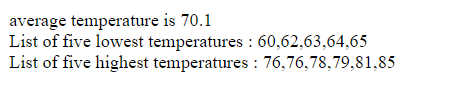 average temperature is 70.1
List of five lowest temperatures : 60,62,63,64,65
List of five highest temperatures : 76,76,78,79,81,85